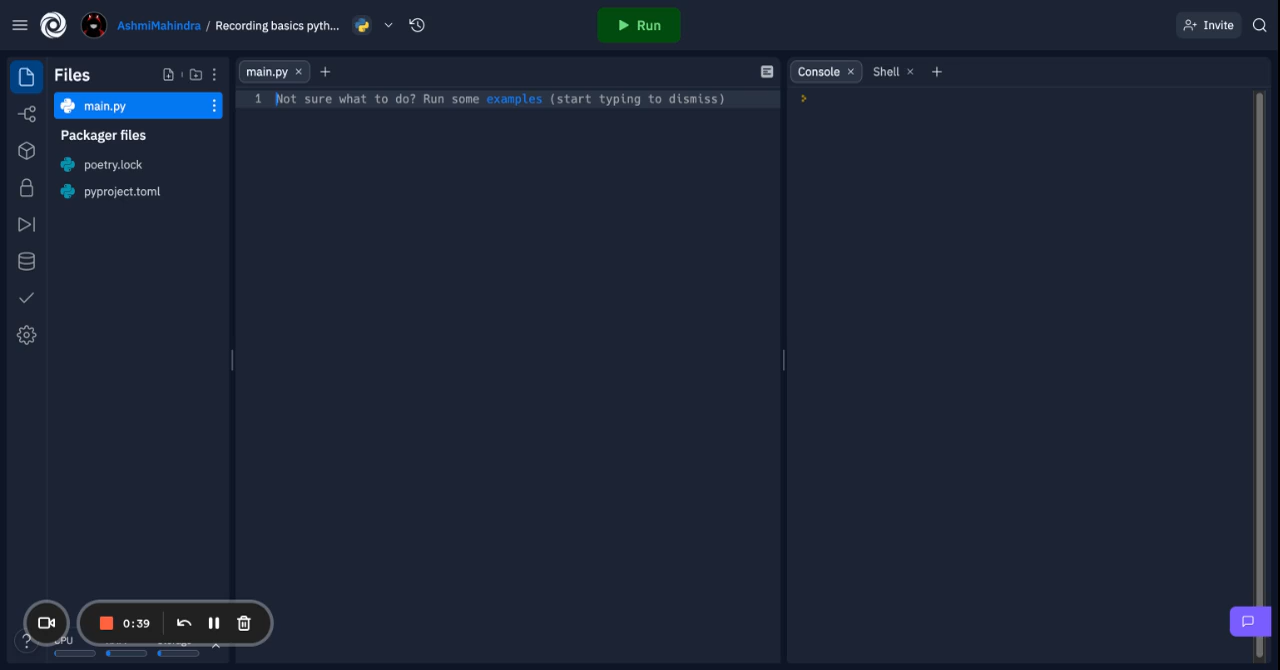 AshmiMahindra / Recording basics pyth...
Run
Invite
Files
main.py
Packager files
poetry.lock
pyproject.toml
main.py
1 Not sure what to do? Run some examples (start typing to dismiss)
Console
Shell
0:39